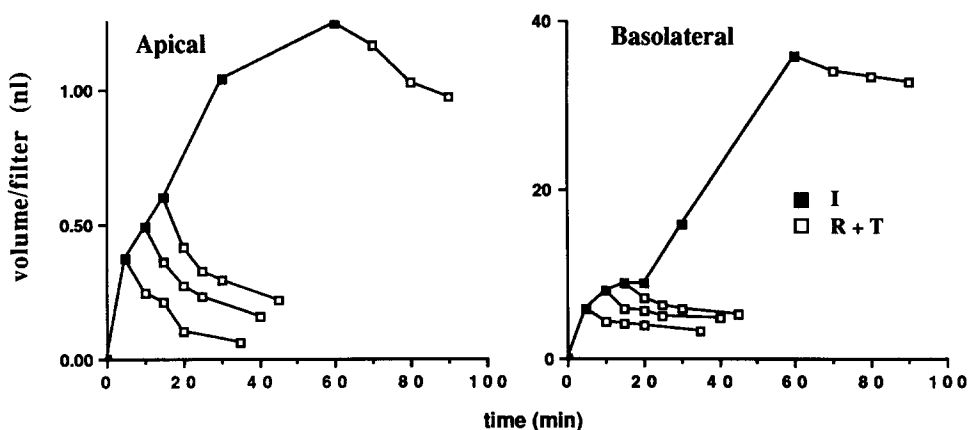 Apical
volume/filter (nl)
1.00
0.50
0.00
0 20 40 60 80 100
Basolateral
40
20
0
I
R + T
0 20 40 60 80 100
time (min)